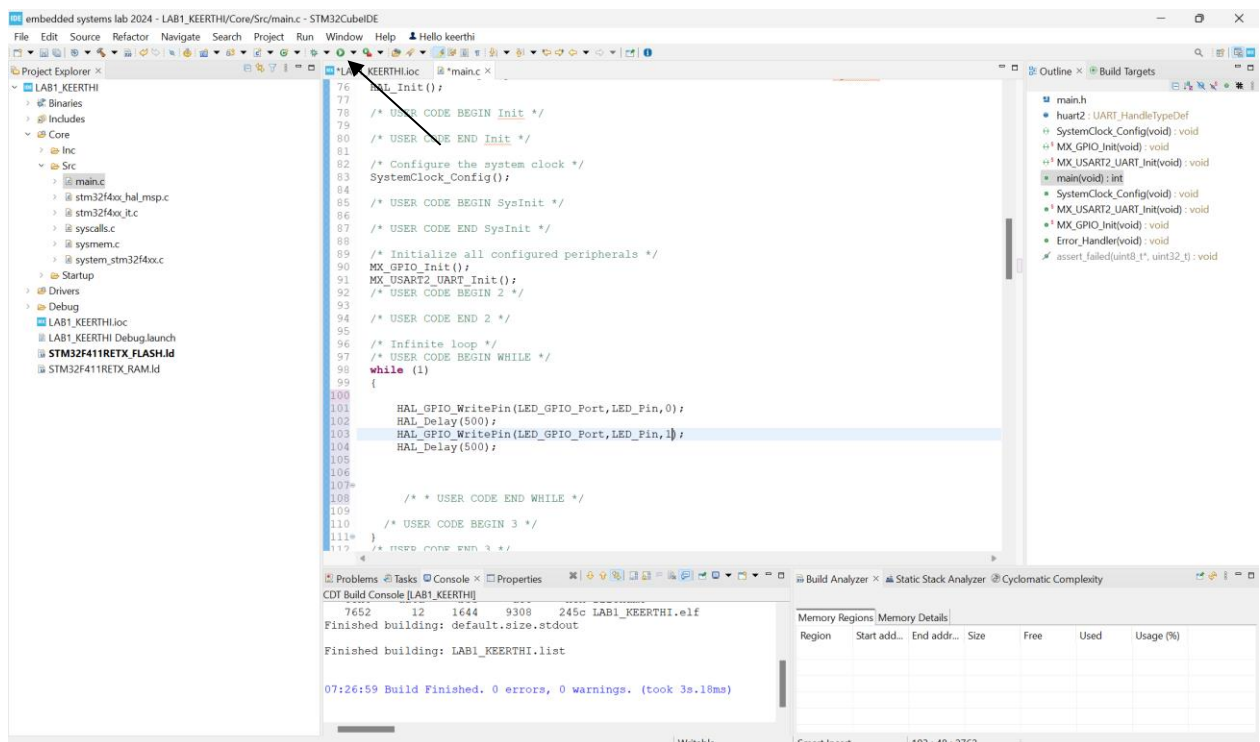 embedded systems lab 2024 - LAB1_KEERTHI/Core/Src/main.c - STM32CubeIDE
File Edit Source Refactor Navigate Search Project Run Window Help Hello keerthi
Project Explorer
LAB1_KEERTHI
Binaries
Includes
Core
Inc
Src
main.c
stm32f4xx_hal_msp.c
stm32f4xx_it.c
syscalls.c
sysmem.c
system_stm32f4xx.c
Startup
Drivers
Debug
LAB1_KEERTHI.ioc
LAB1_KEERTHI Debug.launch
STM32F411RETX_FLASH.ld
STM32F411RETX_RAM.ld
KEERTHI.ioc *main.c
76 HAL_Init();
77
78 /* USER CODE BEGIN Init */
79
80 /* USER CODE END Init */
81
82 /* Configure the system clock */
83 SystemClock_Config();
84
85 /* USER CODE BEGIN SysInit */
86
87 /* USER CODE END SysInit */
88
89 /* Initialize all configured peripherals */
90 MX_GPIO_Init();
91 MX_USART2_UART_Init();
92 /* USER CODE BEGIN 2 */
93
94 /* USER CODE END 2 */
95
96 /* Infinite loop */
97 /* USER CODE BEGIN WHILE */
98 while (1)
99 {
100
101 HAL_GPIO_WritePin(LED_GPIO_Port,LED_Pin,0);
102 HAL_Delay(500);
103 HAL_GPIO_WritePin(LED_GPIO_Port,LED_Pin,1);
104 HAL_Delay(500);
105
106
107
108 /* * USER CODE END WHILE */
109
110 /* USER CODE BEGIN 3 */
111 }
112 /* USER CODE END 3 */
Outline Build Targets
main.h
huart2 : UART_HandleTypeDef
SystemClock_Config(void) : void
MX_GPIO_Init(void) : void
MX_USART2_UART_Init(void) : void
main(void) : int
SystemClock_Config(void) : void
MX_USART2_UART_Init(void) : void
MX_GPIO_Init(void) : void
Error_Handler(void) : void
assert_failed(uint8_t*, uint32_t) : void
Problems Tasks Console Properties
CDT Build Console [LAB1_KEERTHI]
7652 12 1644 9308 245c LAB1_KEERTHI.elf
Finished building: default.size.stdout
Finished building: LAB1_KEERTHI.list
07:26:59 Build Finished. 0 errors, 0 warnings. (took 3s.18ms)
Build Analyzer Static Stack Analyzer Cyclomatic Complexity
Memory Regions Memory Details
Region Start add... End addr... Size Free Used Usage (%)